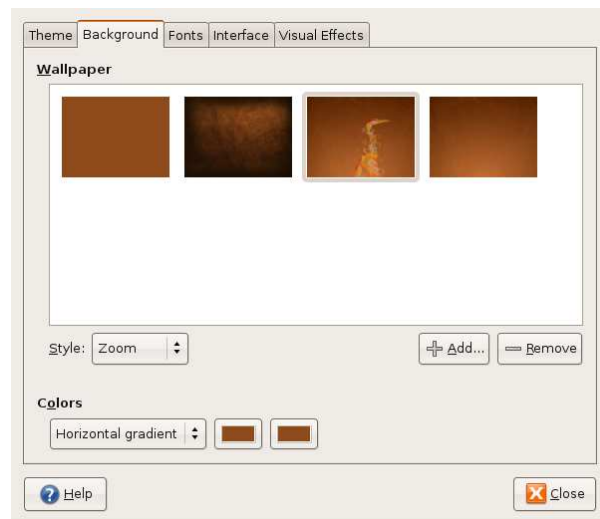 Theme Background Fonts Interface Visual Effects
Wallpaper
Style: Zoom Add... Remove
Colors
Horizontal gradient
Help Close